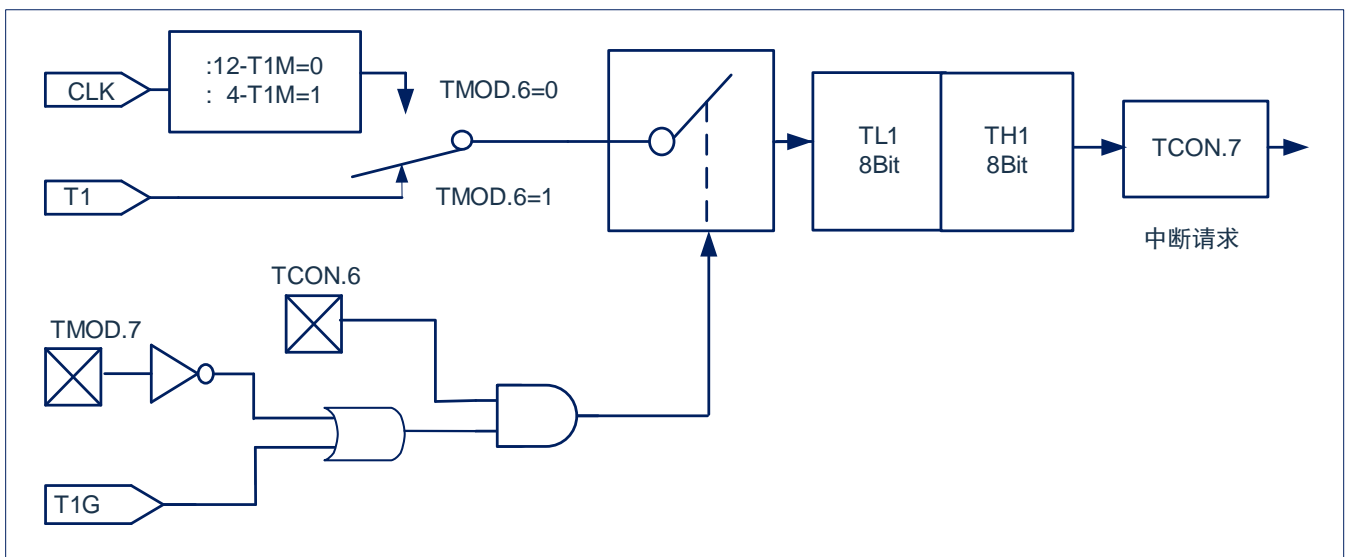 :12-T1M=0
: 4-T1M=1
CLK
TMOD.6=0
T1
TMOD.6=1
TL1
8Bit
TH1
8Bit
TCON.7
中断请求
TCON.6
TMOD.7
T1G